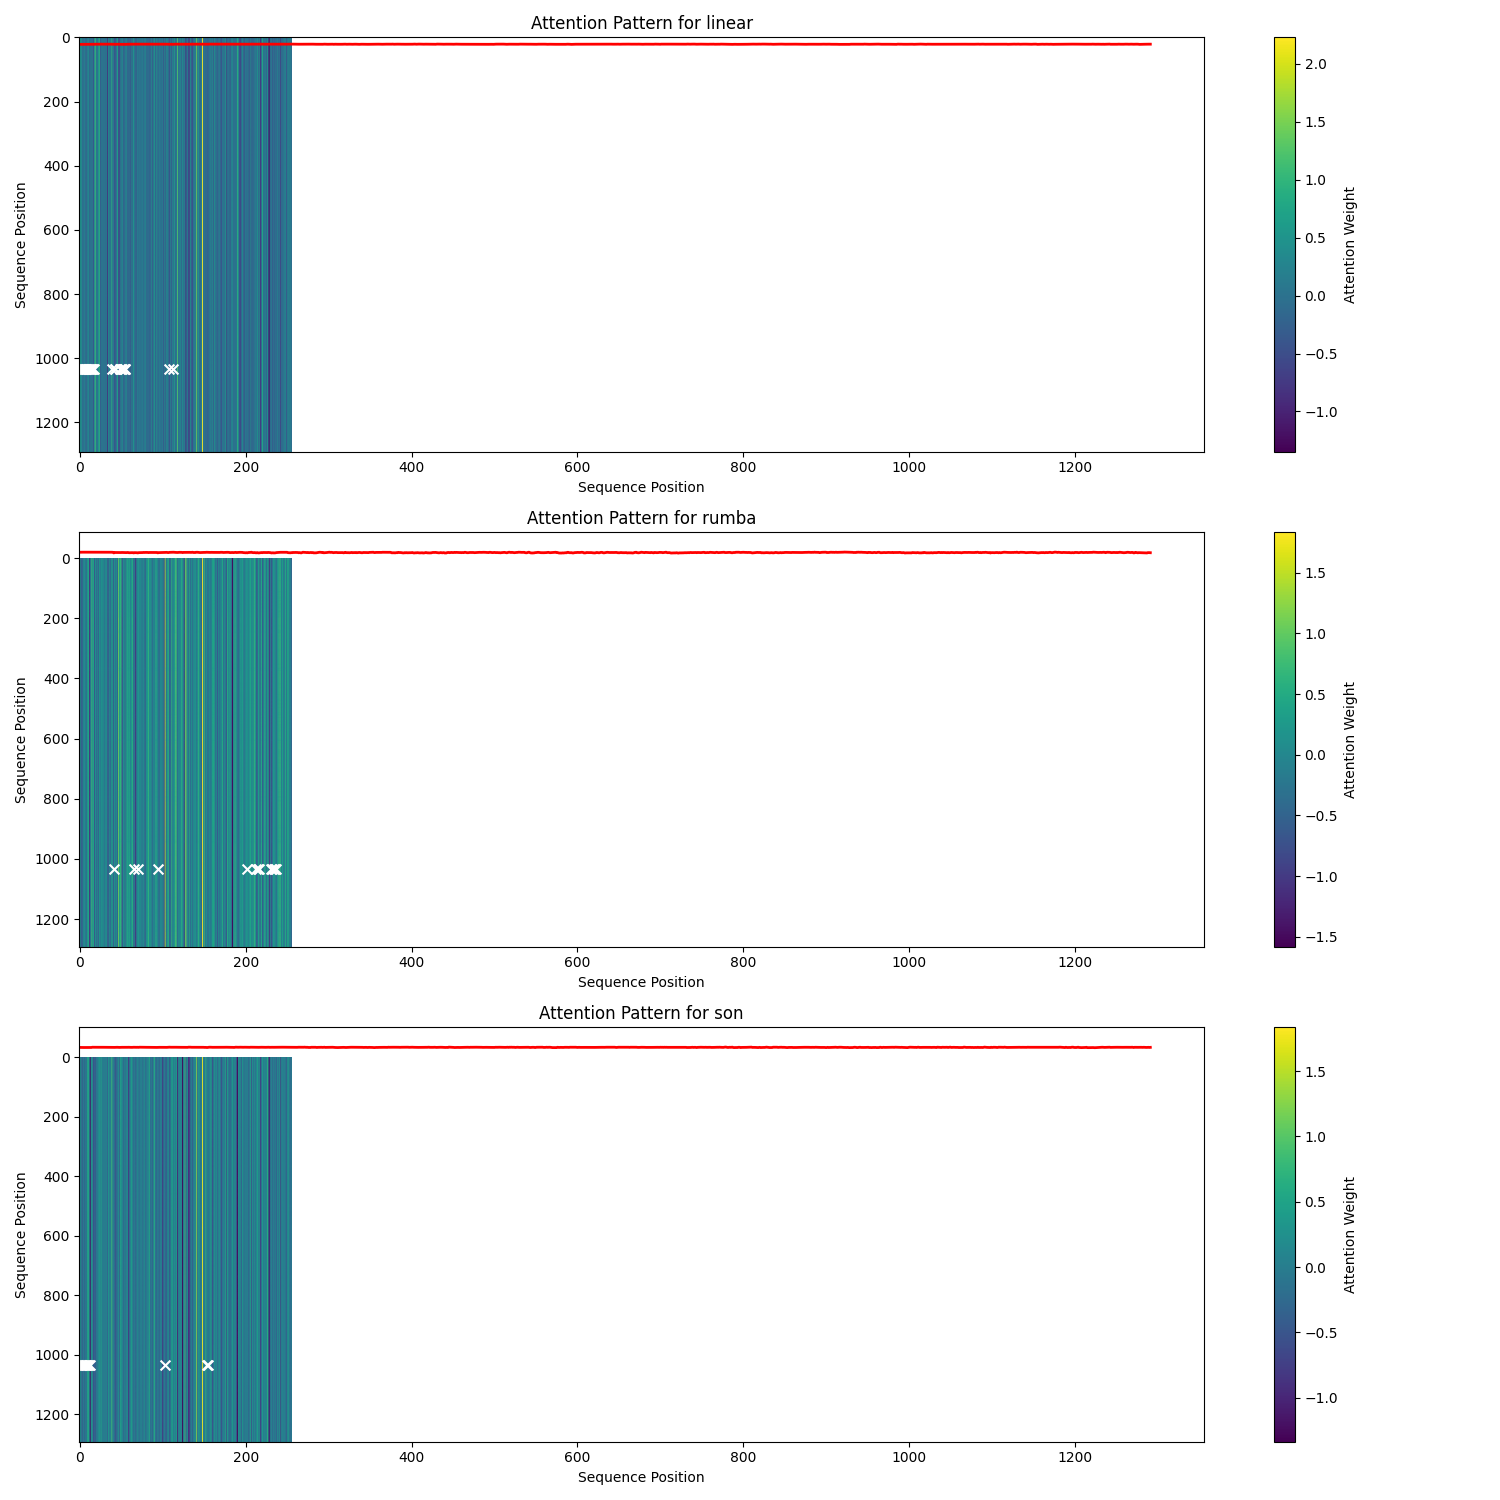 Attention Pattern for linear
0
200
400
600
800
1000
1200
Sequence Position
0 200 400 600 800 1000 1200
Sequence Position
2.0
1.5
1.0
0.5
0.0
−0.5
−1.0
Attention Weight
Attention Pattern for rumba
0
200
400
600
800
1000
1200
Sequence Position
0 200 400 600 800 1000 1200
Sequence Position
1.5
1.0
0.5
0.0
−0.5
−1.0
−1.5
Attention Weight
Attention Pattern for son
0
200
400
600
800
1000
1200
Sequence Position
0 200 400 600 800 1000 1200
Sequence Position
1.5
1.0
0.5
0.0
−0.5
−1.0
Attention Weight